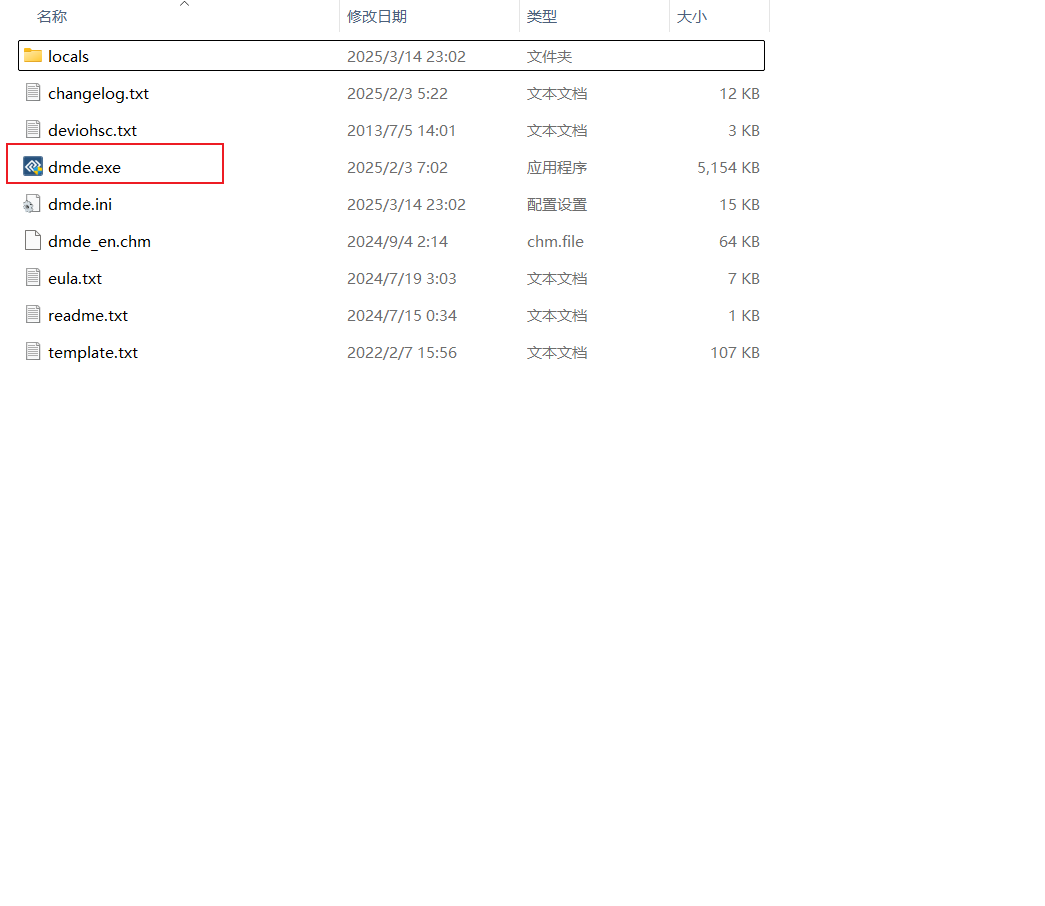 名称 修改日期 类型 大小
locals 2025/3/14 23:02 文件夹
changelog.txt 2025/2/3 5:22 文本文档 12 KB
deviohsc.txt 2013/7/5 14:01 文本文档 3 KB
dmde.exe 2025/2/3 7:02 应用程序 5,154 KB
dmde.ini 2025/3/14 23:02 配置设置 15 KB
dmde_en.chm 2024/9/4 2:14 chm.file 64 KB
eula.txt 2024/7/19 3:03 文本文档 7 KB
readme.txt 2024/7/15 0:34 文本文档 1 KB
template.txt 2022/2/7 15:56 文本文档 107 KB